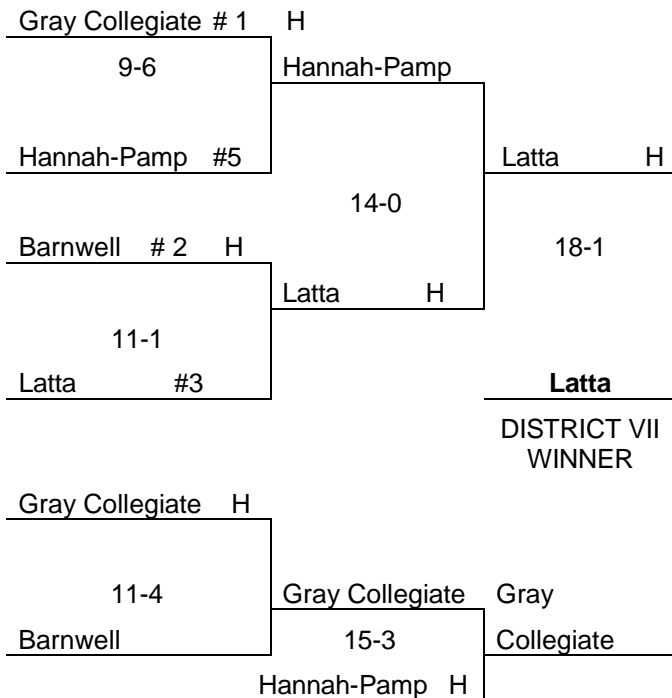 Gray Collegiate # 1 H
9-6
Hannah-Pamp
Hannah-Pamp #5
Latta H
14-0
Barnwell # 2 H
18-1
Latta H
11-1
Latta #3
Latta
DISTRICT VII
WINNER
Gray Collegiate H
11-4
Gray Collegiate
Gray
Barnwell
15-3
Collegiate
Hannah-Pamp H